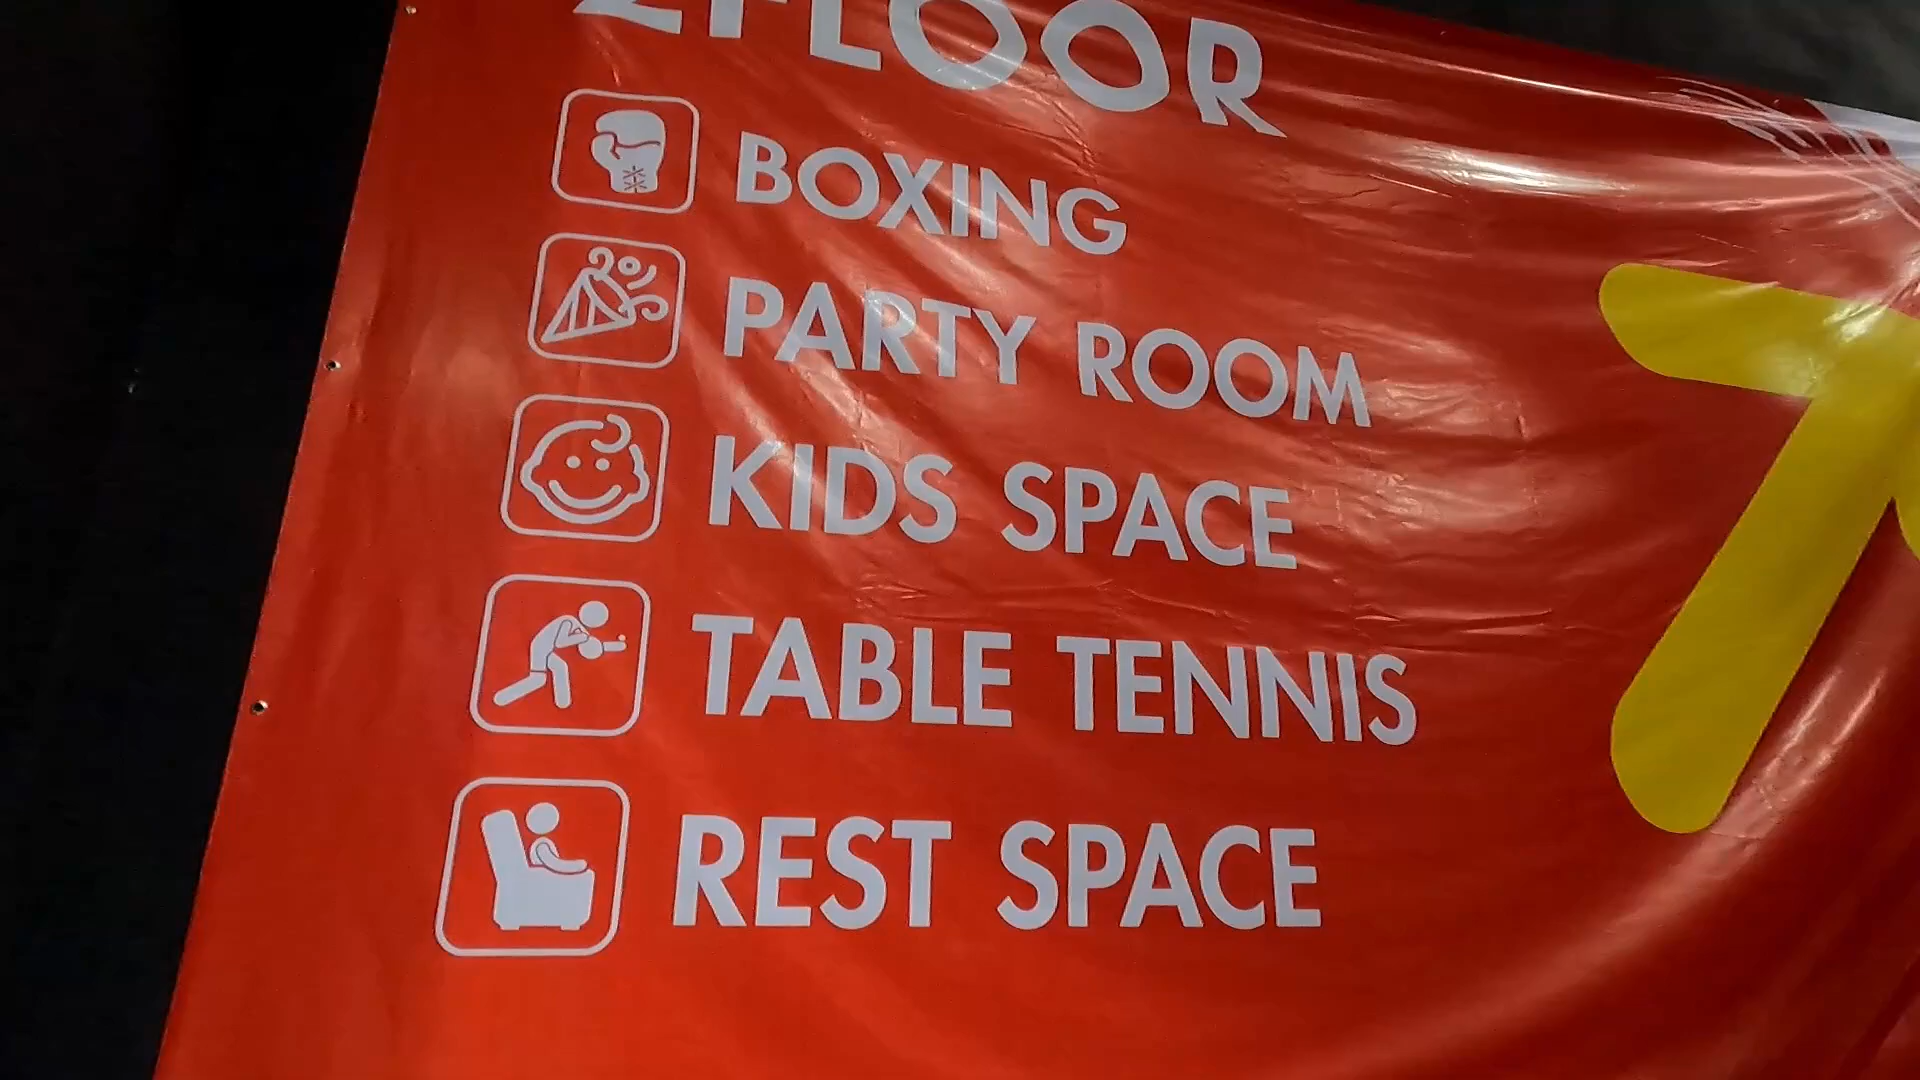 2FLOOR
BOXING
PARTY ROOM
KIDS SPACE
TABLE TENNIS
REST SPACE